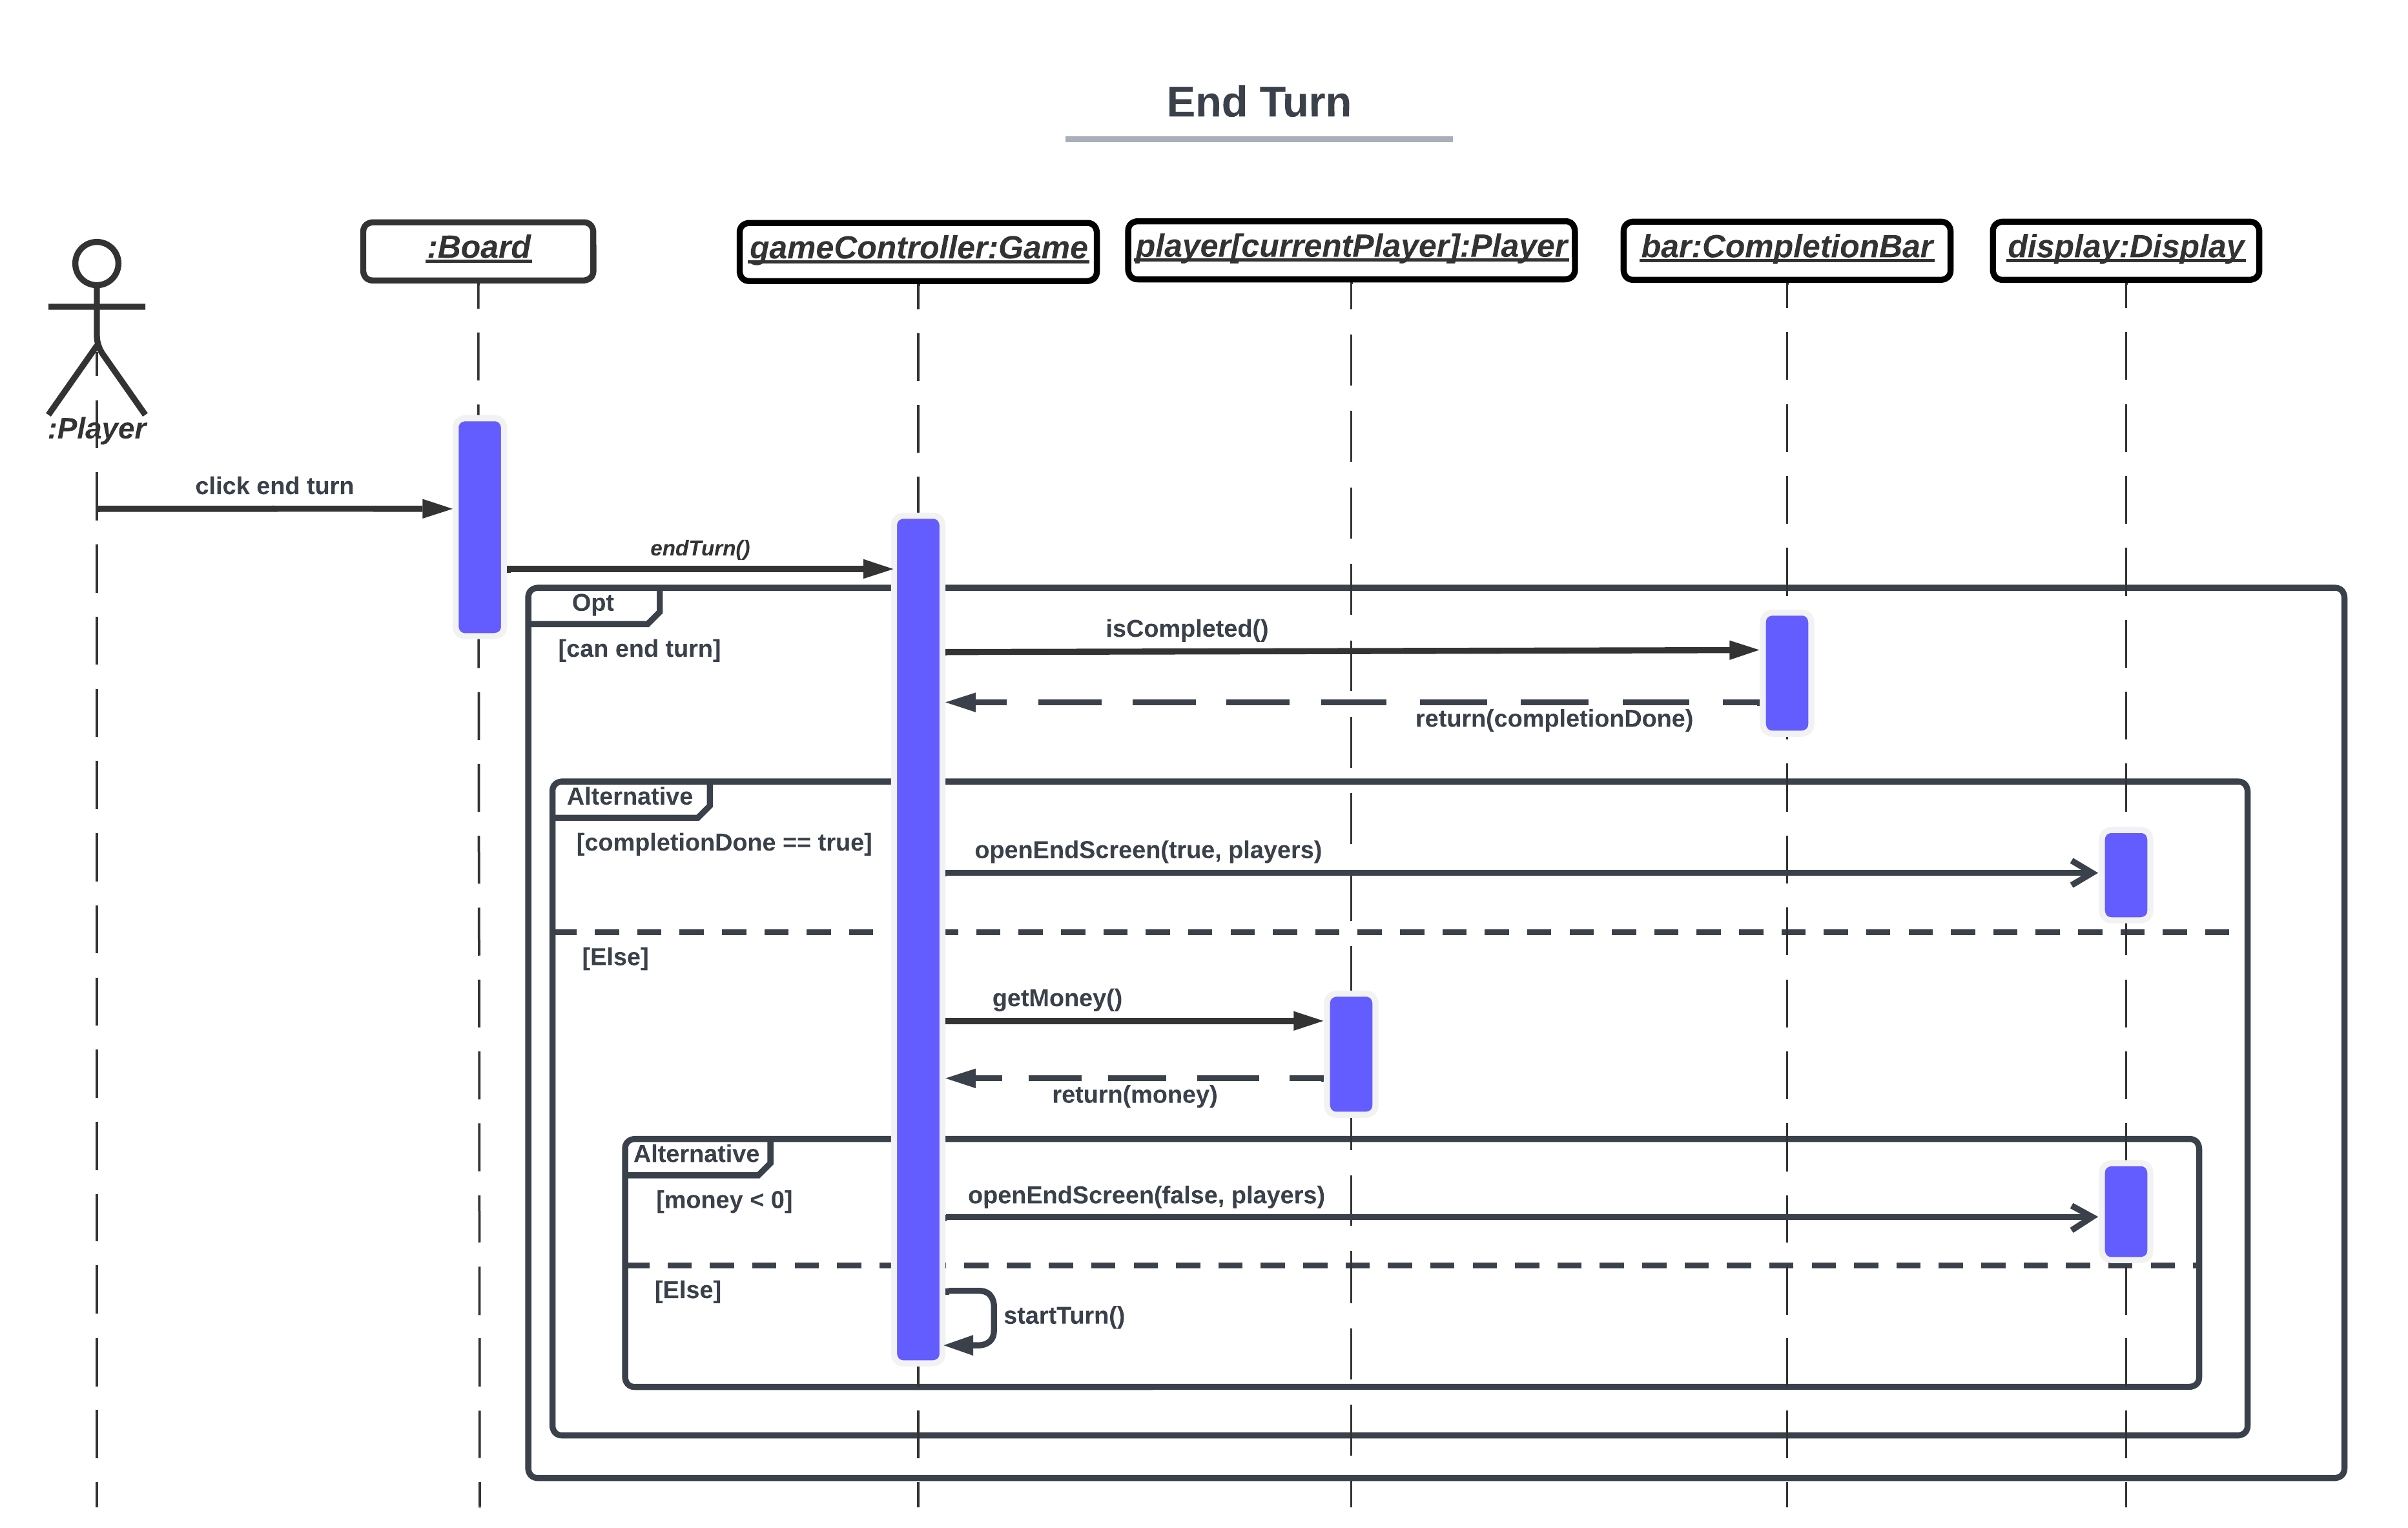 End Turn
:Player
:Board
gameController:Game
player[currentPlayer]:Player
bar:CompletionBar
display:Display
click end turn
endTurn()
Opt
[can end turn]
isCompleted()
return(completionDone)
Alternative
[completionDone == true]
openEndScreen(true, players)
[Else]
getMoney()
return(money)
Alternative
[money < 0]
openEndScreen(false, players)
[Else]
startTurn()